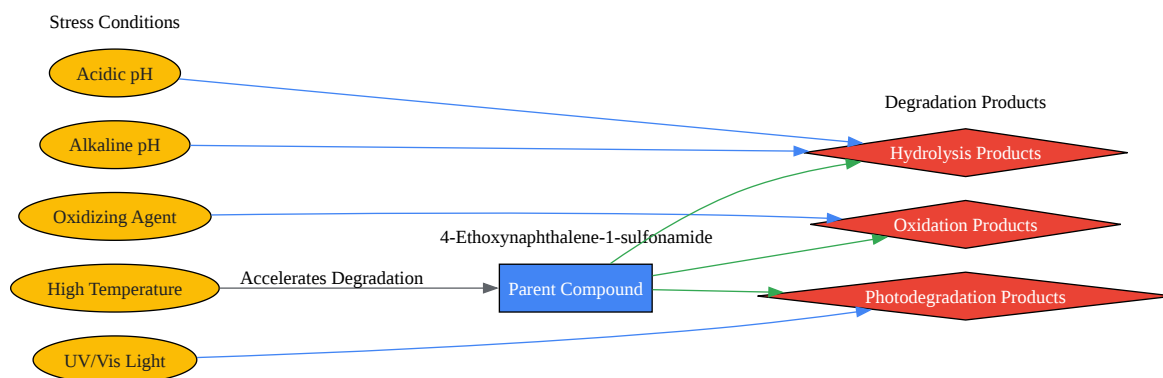 Stress Conditions
Acidic pH
Degradation Products
Alkaline pH
Hydrolysis Products
Oxidizing Agent
Oxidation Products
4-Ethoxynaphthalene-1-sulfonamide
High Temperature
Accelerates Degradation
Parent Compound
Photodegradation Products
UV/Vis Light